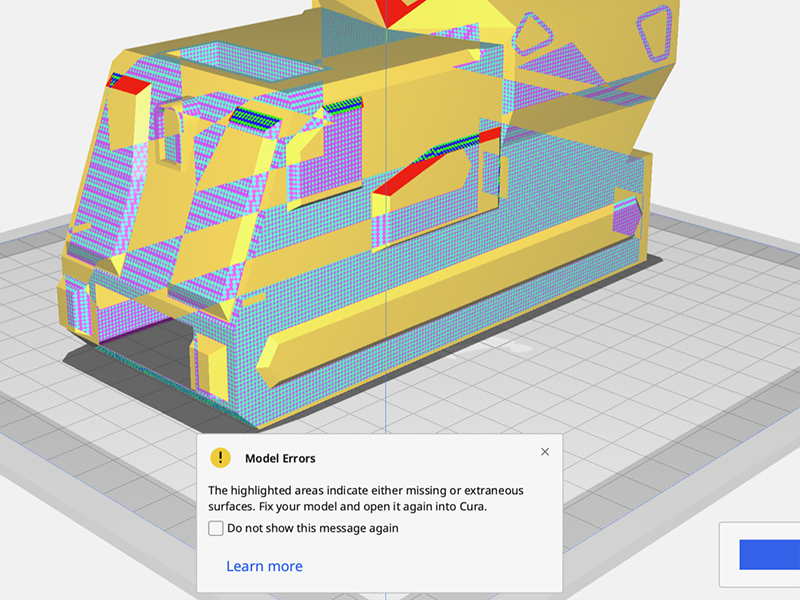 Model Errors
The highlighted areas indicate either missing or extraneous
surfaces. Fix your model and open it again into Cura.
Do not show this message again
Learn more